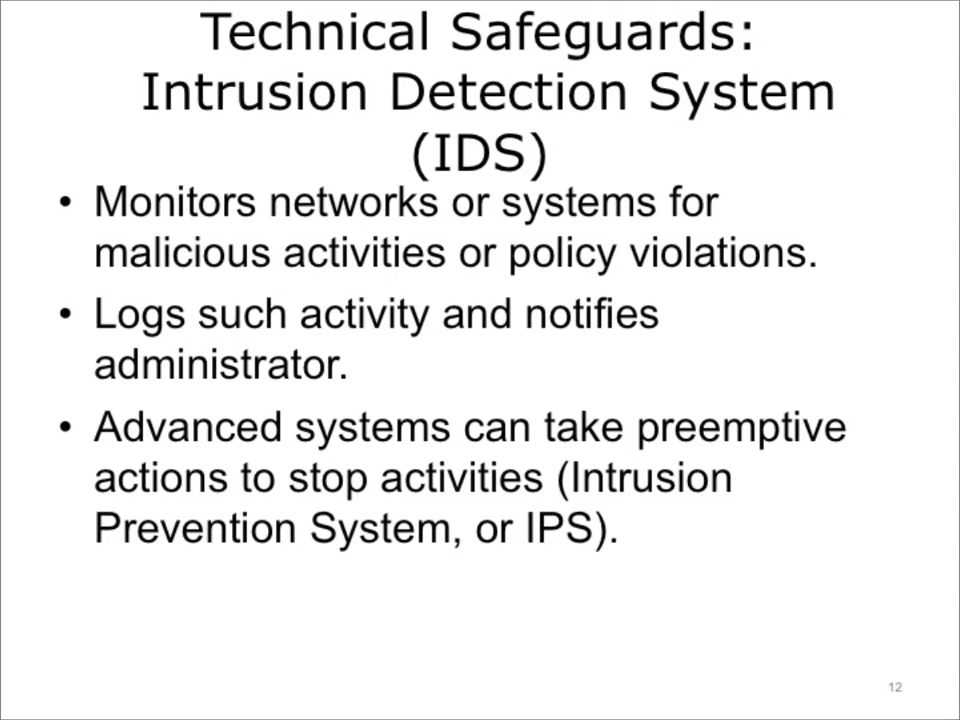 Technical Safeguards:
Intrusion Detection System
(IDS)
• Monitors networks or systems for
malicious activities or policy violations.
• Logs such activity and notifies
administrator.
• Advanced systems can take preemptive
actions to stop activities (Intrusion
Prevention System, or IPS).
12